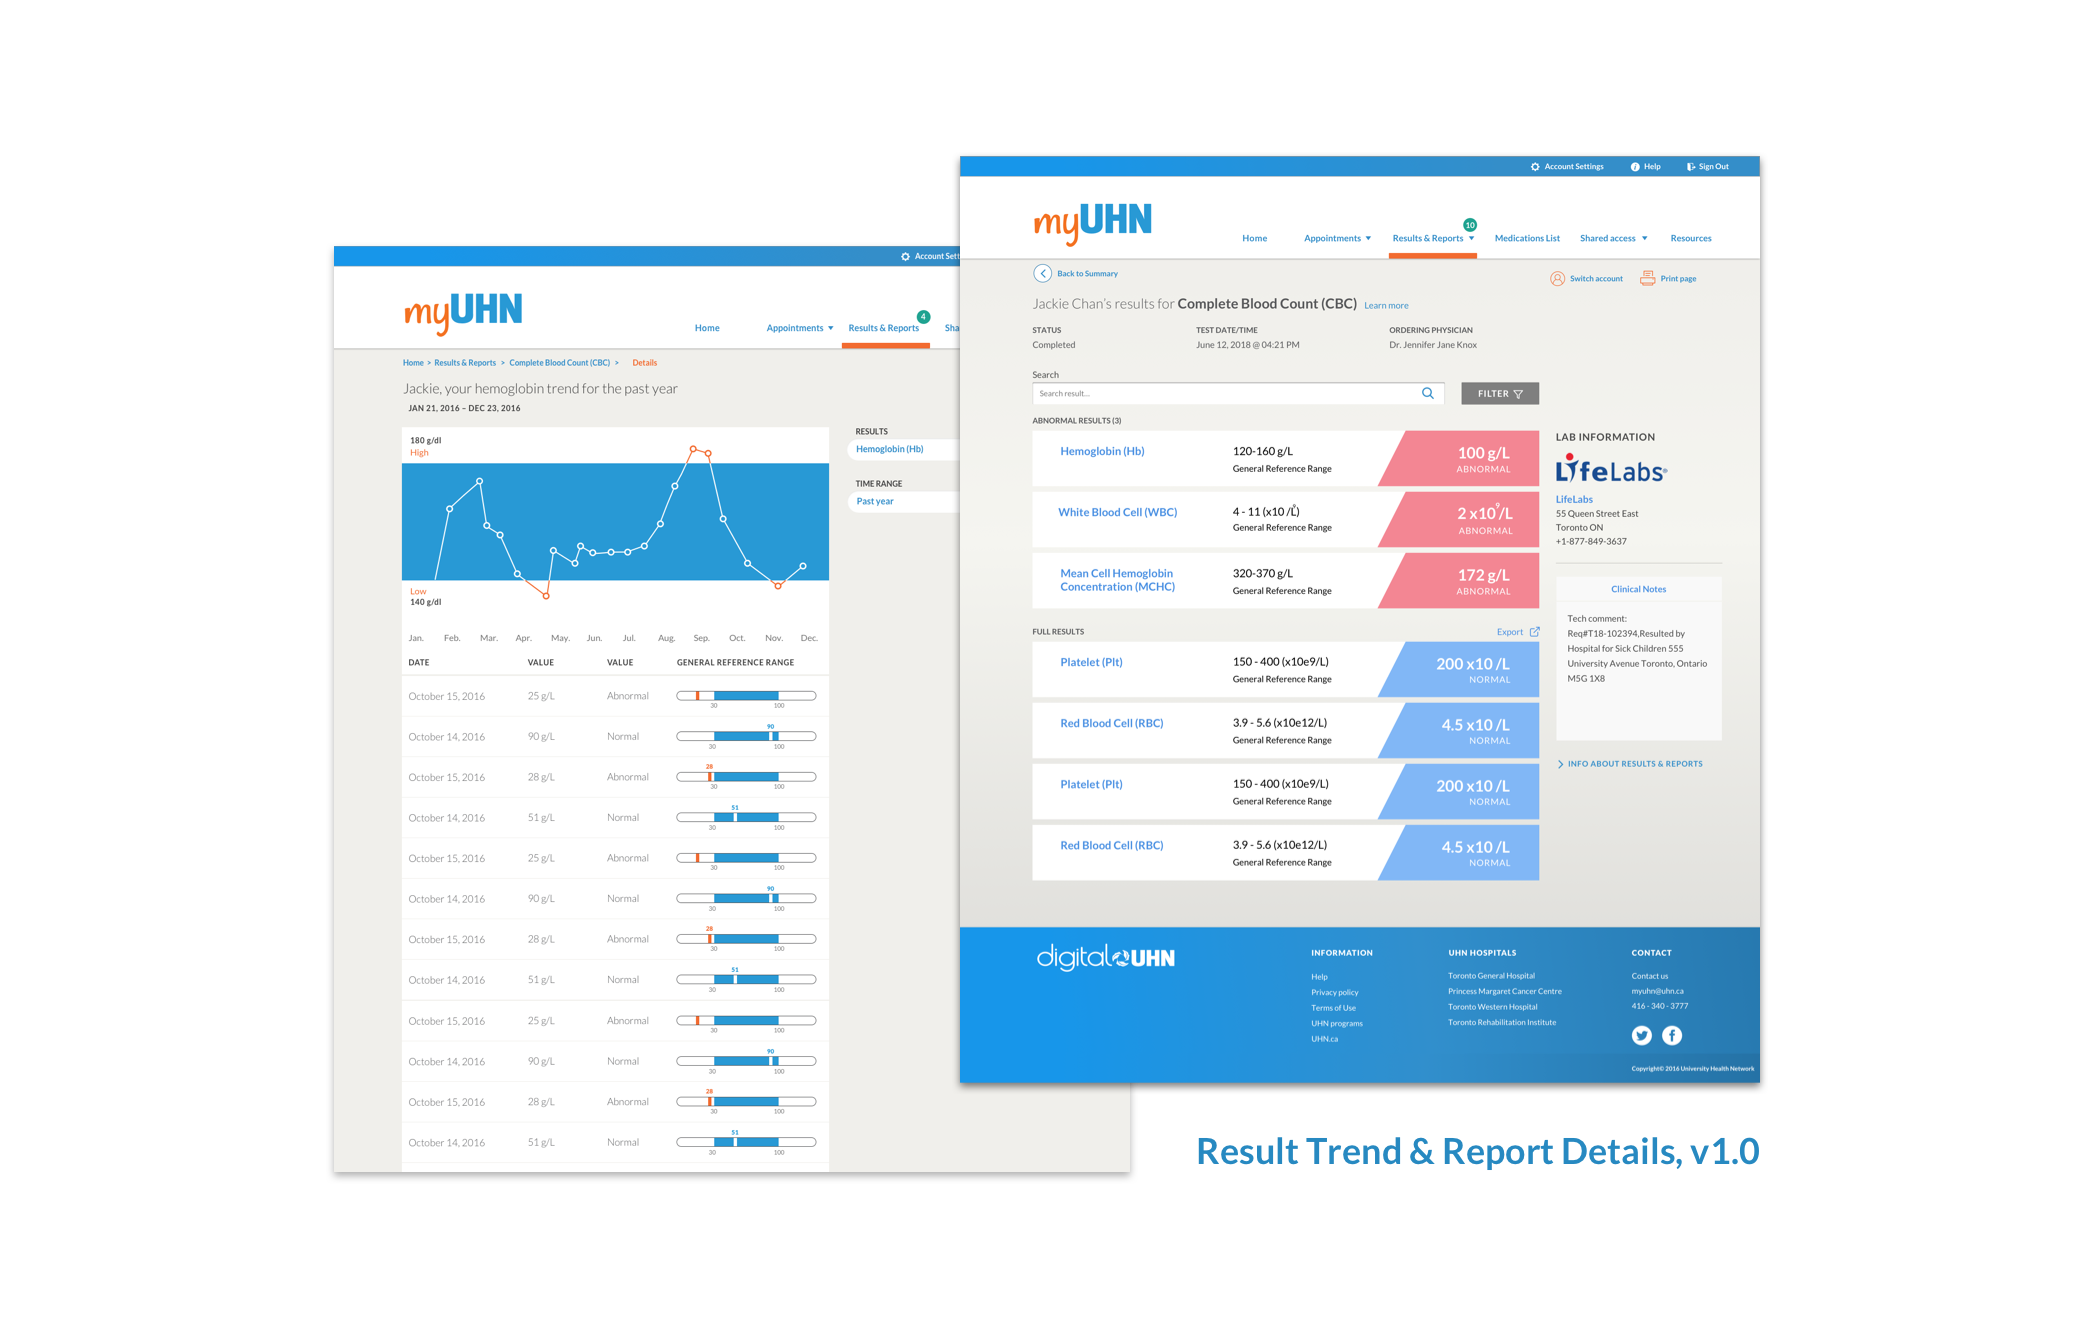 Account Sett
myUHN
Home
Appointments
Results & Reports
4
Sha
Home > Results & Reports > Complete Blood Count (CBC) > Details
Jackie, your hemoglobin trend for the past year
JAN 21, 2016 – DEC 23, 2016
180 g/dl
High
Low
140 g/dl
Jan. Feb. Mar. Apr. May. Jun. Jul. Aug. Sep. Oct. Nov. Dec.
RESULTS
Hemoglobin (Hb)
TIME RANGE
Past year
DATE VALUE VALUE GENERAL REFERENCE RANGE
October 15, 2016 25 g/L Abnormal
30 100
90
October 14, 2016 90 g/L Normal
30 100
28
October 15, 2016 28 g/L Abnormal
30 100
51
October 14, 2016 51 g/L Normal
30 100
October 15, 2016 25 g/L Abnormal
30 100
90
October 14, 2016 90 g/L Normal
30 100
28
October 15, 2016 28 g/L Abnormal
30 100
51
October 14, 2016 51 g/L Normal
30 100
October 15, 2016 25 g/L Abnormal
30 100
90
October 14, 2016 90 g/L Normal
30 100
28
October 15, 2016 28 g/L Abnormal
30 100
51
October 14, 2016 51 g/L Normal
30 100
Account Settings Help Sign Out
myUHN
10
Home Appointments Results & Reports Medications List Shared access Resources
Back to Summary
Switch account Print page
Jackie Chan's results for Complete Blood Count (CBC) Learn more
STATUS TEST DATE/TIME ORDERING PHYSICIAN
Completed June 12, 2018 @ 04:21 PM Dr. Jennifer Jane Knox
Search
Search result...
FILTER
ABNORMAL RESULTS (3)
Hemoglobin (Hb) 120-160 g/L 100 g/L
General Reference Range ABNORMAL
White Blood Cell (WBC) 4 - 11 (x10⁹/L) 2 x10⁹/L
General Reference Range ABNORMAL
Mean Cell Hemoglobin 320-370 g/L 172 g/L
Concentration (MCHC) General Reference Range ABNORMAL
FULL RESULTS Export
Platelet (Plt) 150 - 400 (x10e9/L) 200 x10 /L
General Reference Range NORMAL
Red Blood Cell (RBC) 3.9 - 5.6 (x10e12/L) 4.5 x10 /L
General Reference Range NORMAL
Platelet (Plt) 150 - 400 (x10e9/L) 200 x10 /L
General Reference Range NORMAL
Red Blood Cell (RBC) 3.9 - 5.6 (x10e12/L) 4.5 x10 /L
General Reference Range NORMAL
LAB INFORMATION
LifeLabs®
LifeLabs
55 Queen Street East
Toronto ON
+1-877-849-3637
Clinical Notes
Tech comment:
Req#T18-102394,Resulted by
Hospital for Sick Children 555
University Avenue Toronto, Ontario
M5G 1X8
INFO ABOUT RESULTS & REPORTS
digital UHN
INFORMATION
Help
Privacy policy
Terms of Use
UHN programs
UHN.ca
UHN HOSPITALS
Toronto General Hospital
Princess Margaret Cancer Centre
Toronto Western Hospital
Toronto Rehabilitation Institute
CONTACT
Contact us
myuhn@uhn.ca
416 - 340 - 3777
Copyright© 2016 University Health Network
Result Trend & Report Details, v1.0